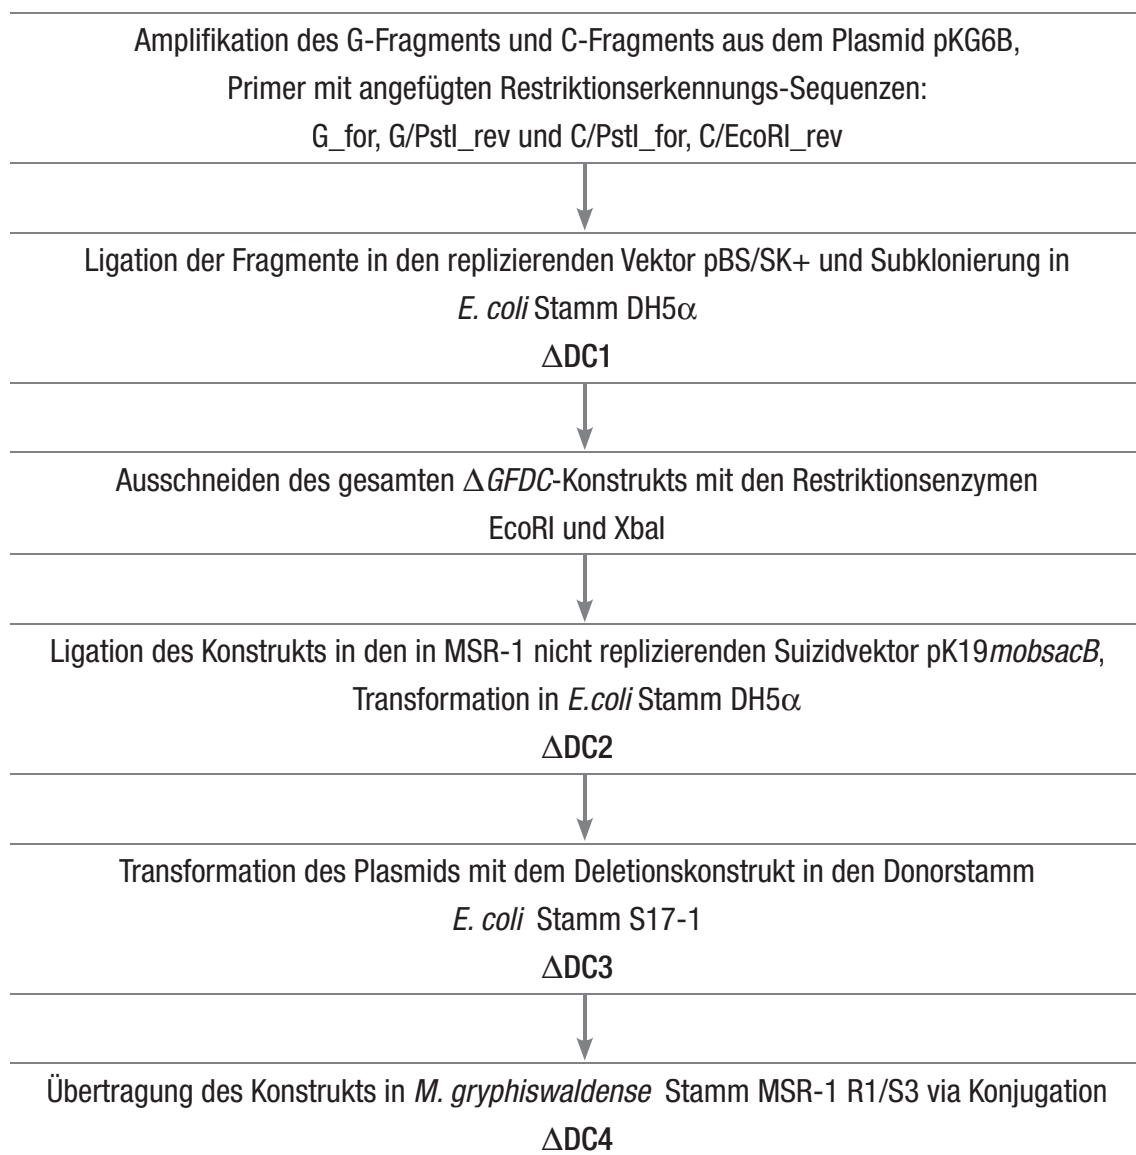 Amplifikation des G-Fragments und C-Fragments aus dem Plasmid pKG6B,
Primer mit angefügten Restriktionserkennungs-Sequenzen:
G_for, G/PstI_rev und C/PstI_for, C/EcoRI_rev
Ligation der Fragmente in den replizierenden Vektor pBS/SK+ und Subklonierung in
E. coli Stamm DH5α
ΔDC1
Ausschneiden des gesamten ΔGFDC-Konstrukts mit den Restriktionsenzymen
EcoRI und XbaI
Ligation des Konstrukts in den in MSR-1 nicht replizierenden Suizidvektor pK19mobsacB,
Transformation in E.coli Stamm DH5α
ΔDC2
Transformation des Plasmids mit dem Deletionskonstrukt in den Donorstamm
E. coli Stamm S17-1
ΔDC3
Übertragung des Konstrukts in M. gryphiswaldense Stamm MSR-1 R1/S3 via Konjugation
ΔDC4